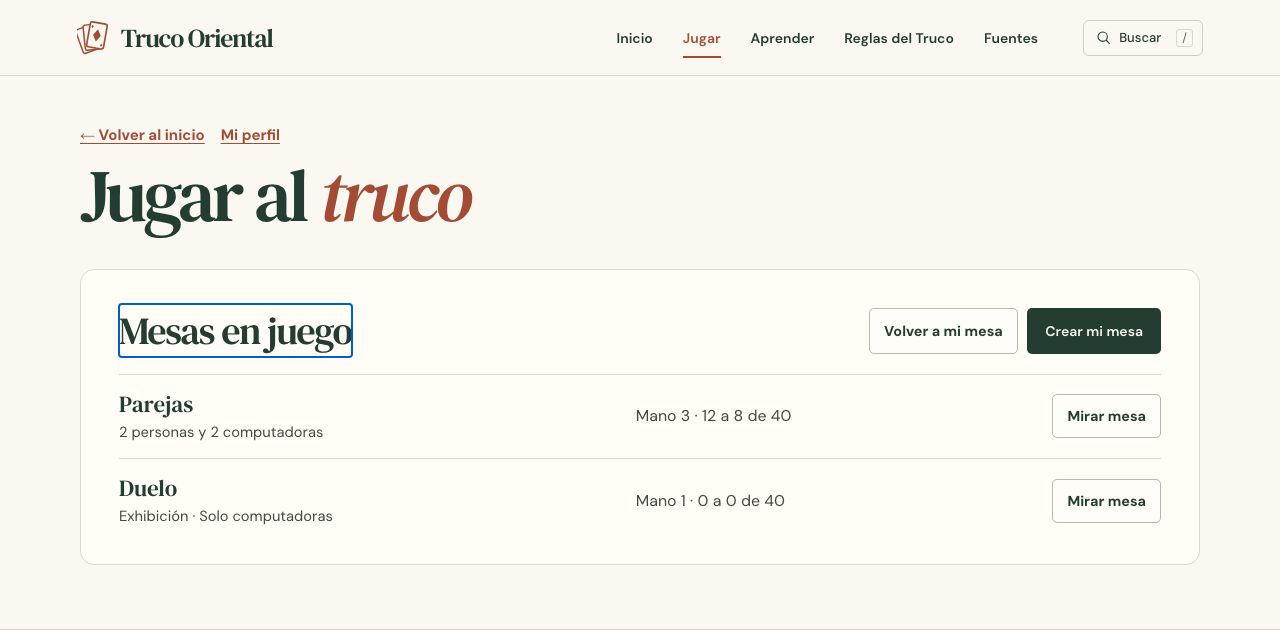 Truco Oriental
Inicio
Jugar
Aprender
Reglas del Truco
Fuentes
Buscar
/
← Volver al inicio
Mi perfil
Jugar al truco
Mesas en juego
Volver a mi mesa
Crear mi mesa
Parejas
2 personas y 2 computadoras
Mano 3 · 12 a 8 de 40
Mirar mesa
Duelo
Exhibición · Solo computadoras
Mano 1 · 0 a 0 de 40
Mirar mesa